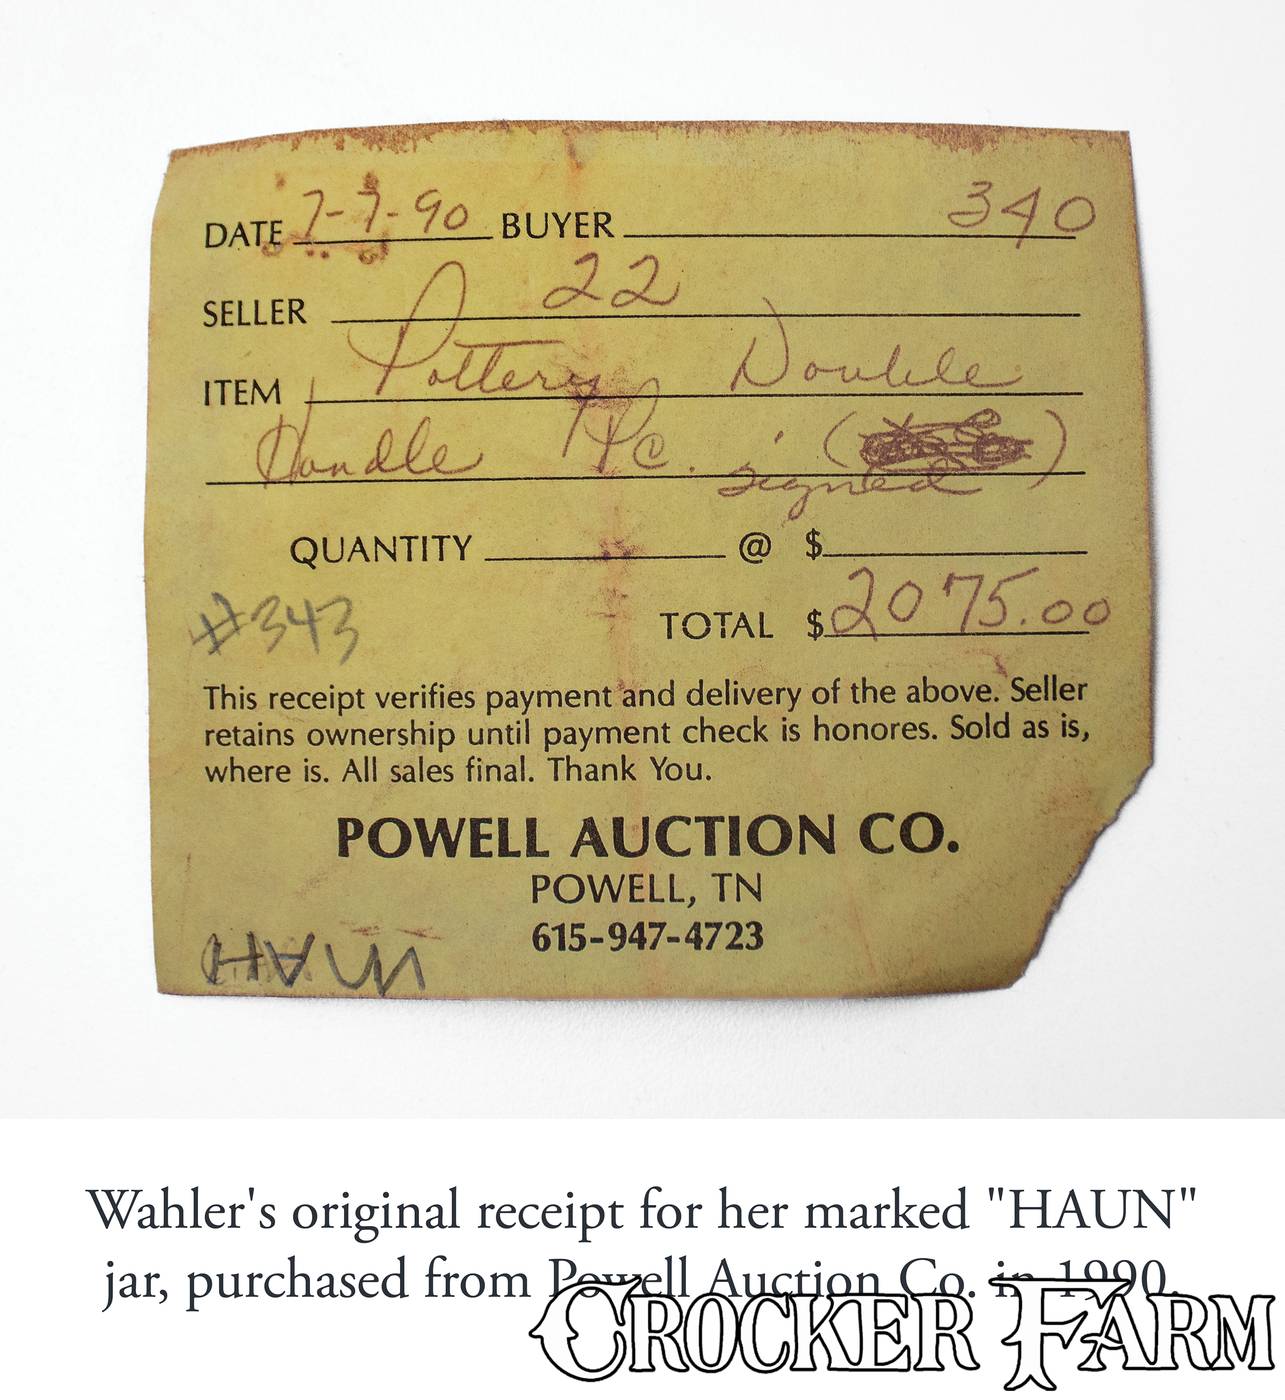 DATE 7-7-90 BUYER 340
SELLER 22
ITEM Pottery Double
Handle Pc. ( )
signed
QUANTITY @ $
#343
TOTAL $2075.00
This receipt verifies payment and delivery of the above. Seller
retains ownership until payment check is honores. Sold as is,
where is. All sales final. Thank You.
POWELL AUCTION CO.
POWELL, TN
615-947-4723
HAUN
Wahler's original receipt for her marked "HAUN"
jar, purchased from Powell Auction Co. in 1990.
CROCKER FARM